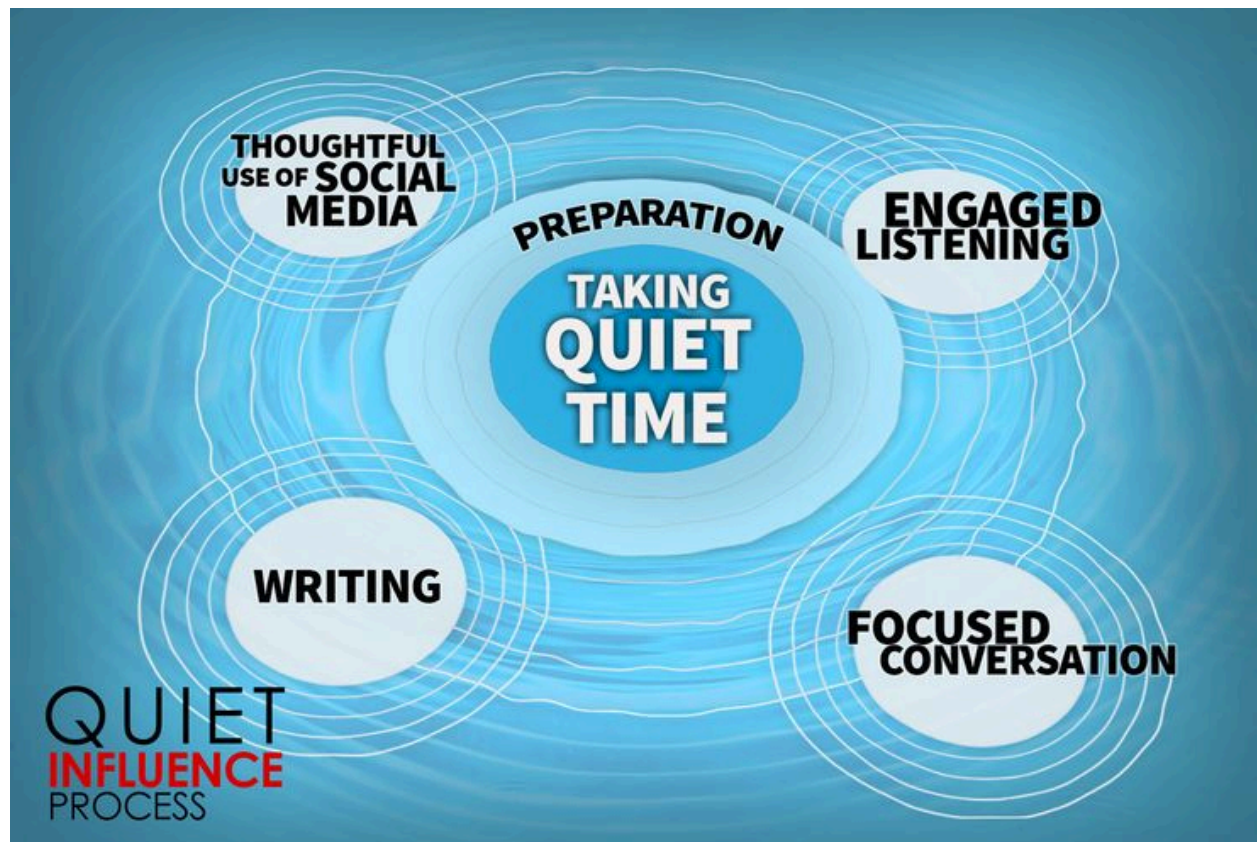 THOUGHTFUL
USE OF SOCIAL
MEDIA
ENGAGED
LISTENING
PREPARATION
TAKING
QUIET
TIME
WRITING
FOCUSED
CONVERSATION
QUIET
INFLUENCE
PROCESS